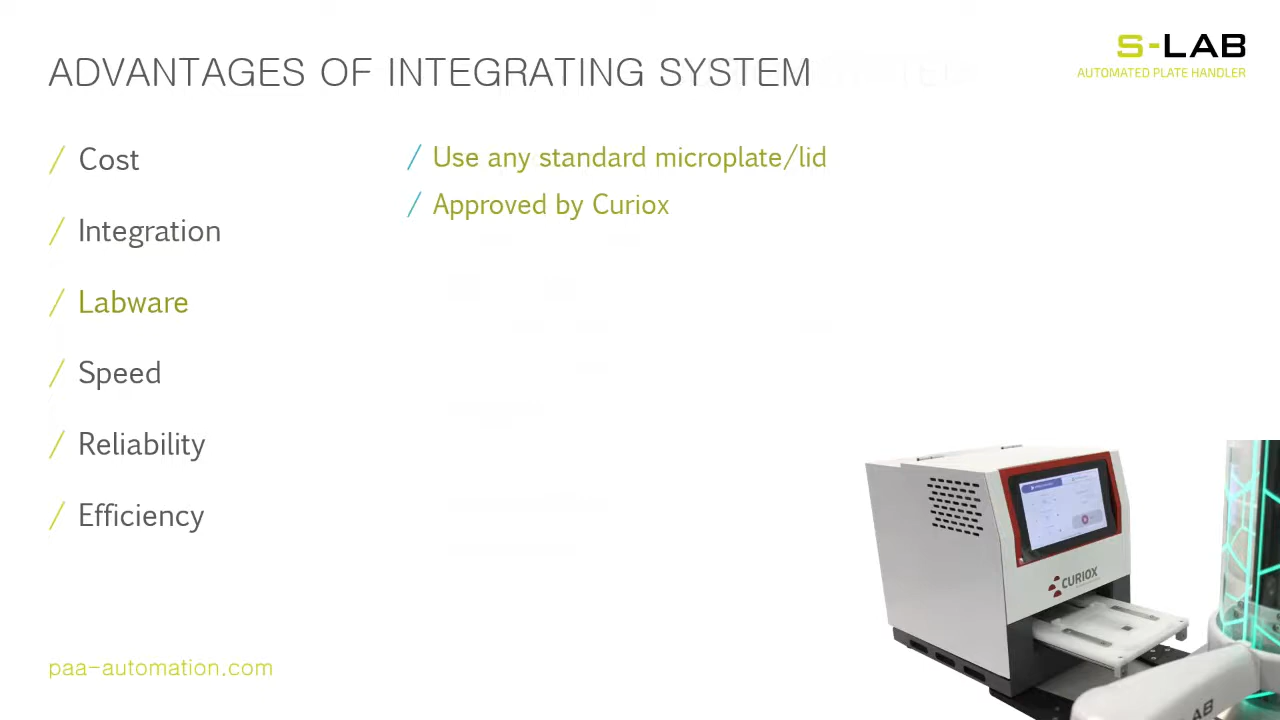 S-LAB
AUTOMATED PLATE HANDLER
ADVANTAGES OF INTEGRATING SYSTEM
/ Cost
/ Integration
/ Labware
/ Speed
/ Reliability
/ Efficiency
/ Use any standard microplate/lid
/ Approved by Curiox
CURIOX
AB
paa-automation.com